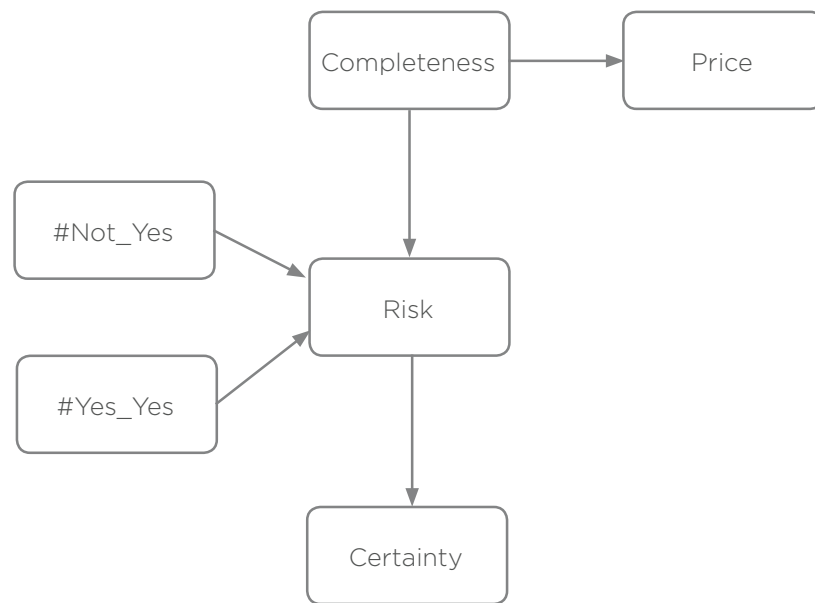 Completeness
Price
#Not_Yes
Risk
#Yes_Yes
Certainty